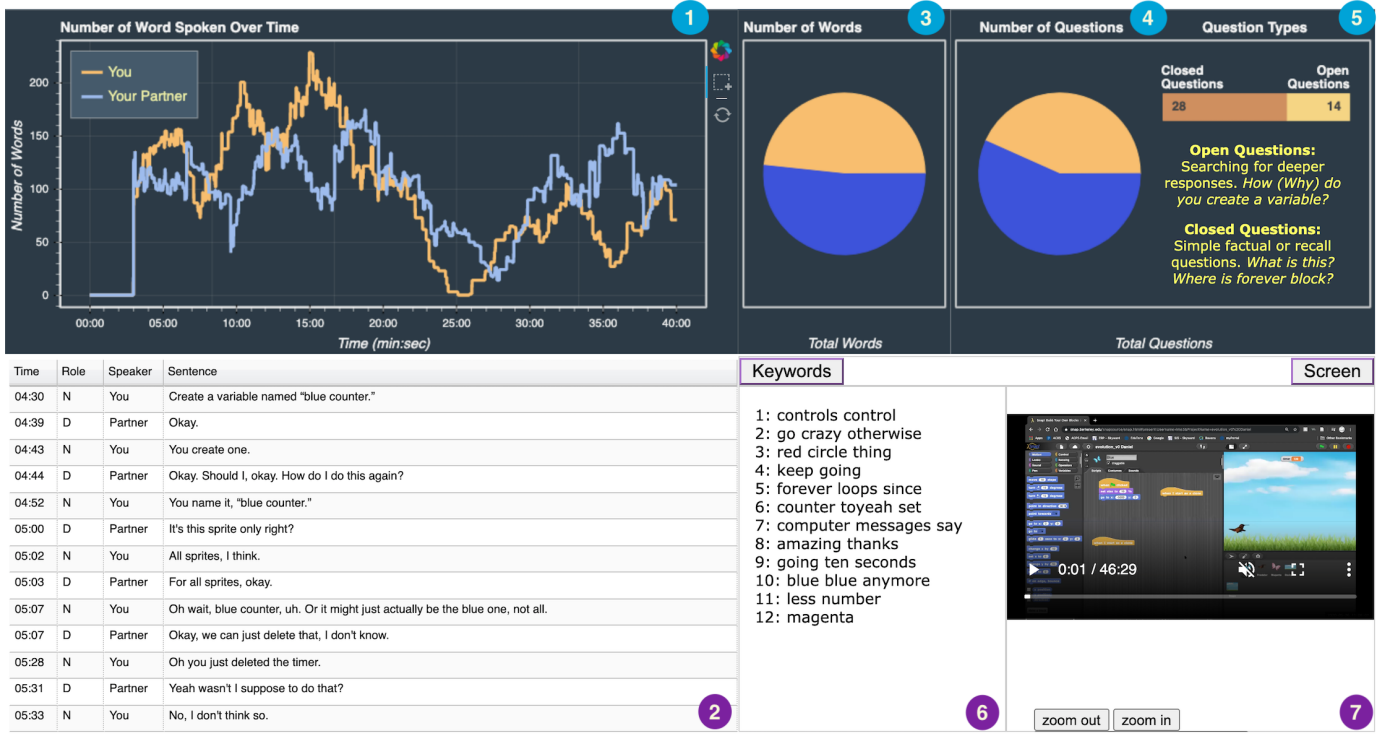 Number of Word Spoken Over Time
1
You
Your Partner
Number of Words
200
150
100
50
0
00:00 05:00 10:00 15:00 20:00 25:00 30:00 35:00 40:00
Time (min:sec)
Number of Words
3
Total Words
Number of Questions
4
Question Types
5
Closed Questions
Open Questions
28
14
Open Questions:
Searching for deeper
responses. How (Why) do
you create a variable?
Closed Questions:
Simple factual or recall
questions. What is this?
Where is forever block?
Total Questions
Time Role Speaker Sentence
04:30 N You Create a variable named “blue counter.”
04:39 D Partner Okay.
04:43 N You You create one.
04:44 D Partner Okay. Should I, okay. How do I do this again?
04:52 N You You name it, “blue counter.”
05:00 D Partner It's this sprite only right?
05:02 N You All sprites, I think.
05:03 D Partner For all sprites, okay.
05:07 N You Oh wait, blue counter, uh. Or it might just actually be the blue one, not all.
05:07 D Partner Okay, we can just delete that, I don't know.
05:28 N You Oh you just deleted the timer.
05:31 D Partner Yeah wasn't I suppose to do that?
05:33 N You No, I don't think so.
2
Keywords
1: controls control
2: go crazy otherwise
3: red circle thing
4: keep going
5: forever loops since
6: counter toyeah set
7: computer messages say
8: amazing thanks
9: going ten seconds
10: blue blue anymore
11: less number
12: magenta
6
Screen
0:01 / 46:29
zoom out
zoom in
7